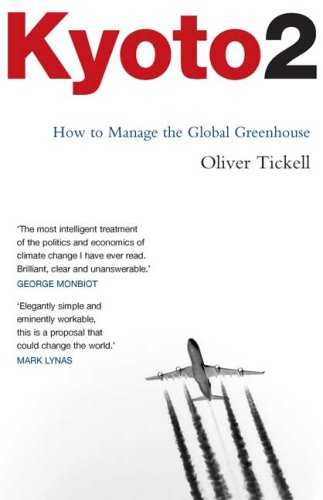 Kyoto2
How to Manage the Global Greenhouse
Oliver Tickell
‘The most intelligent treatment
of the politics and economics of
climate change I have ever read.
Brilliant, clear and unanswerable.’
GEORGE MONBIOT
‘Elegantly simple and
eminently workable,
this is a proposal that
could change the world.’
MARK LYNAS